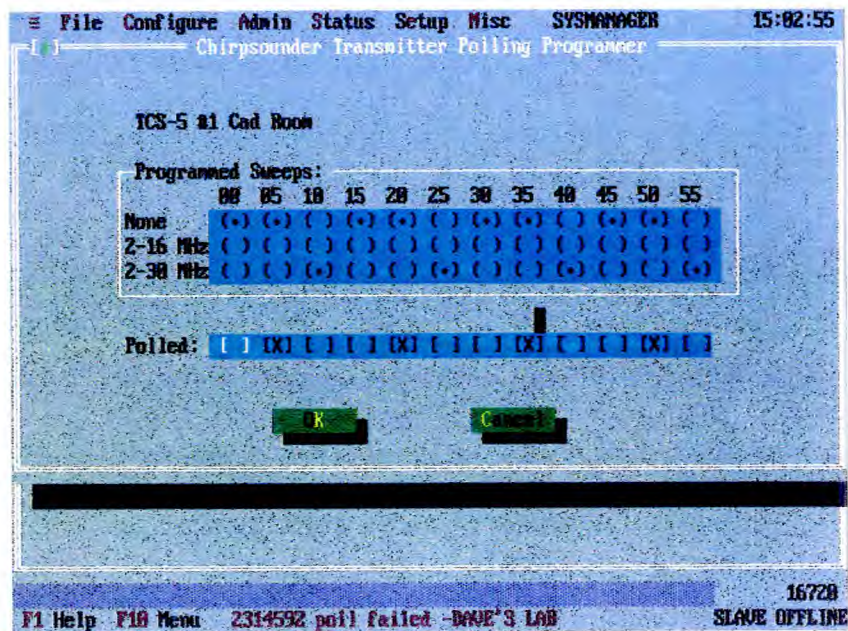 ≡ File Configure Admin Status Setup Misc SYSMANAGER 15:02:55
[■] Chirpsounder Transmitter Polling Programmer
TCS-5 #1 Cad Room
Programmed Sweeps:
00 05 10 15 20 25 30 35 40 45 50 55
None (•) (•) ( ) (•) (•) ( ) (•) (•) ( ) (•) (•) ( )
2-16 MHz ( ) ( ) ( ) ( ) ( ) ( ) ( ) ( ) ( ) ( ) ( ) ( )
2-30 MHz ( ) ( ) (•) ( ) ( ) (•) ( ) ( ) (•) ( ) ( ) (•)
Polled: [ ] [X] [ ] [ ] [X] [ ] [ ] [X] [ ] [ ] [X] [ ]
OK Cancel
16720
F1 Help F10 Menu 2314592 poll failed -DAVE'S LAB SLAVE OFFLINE